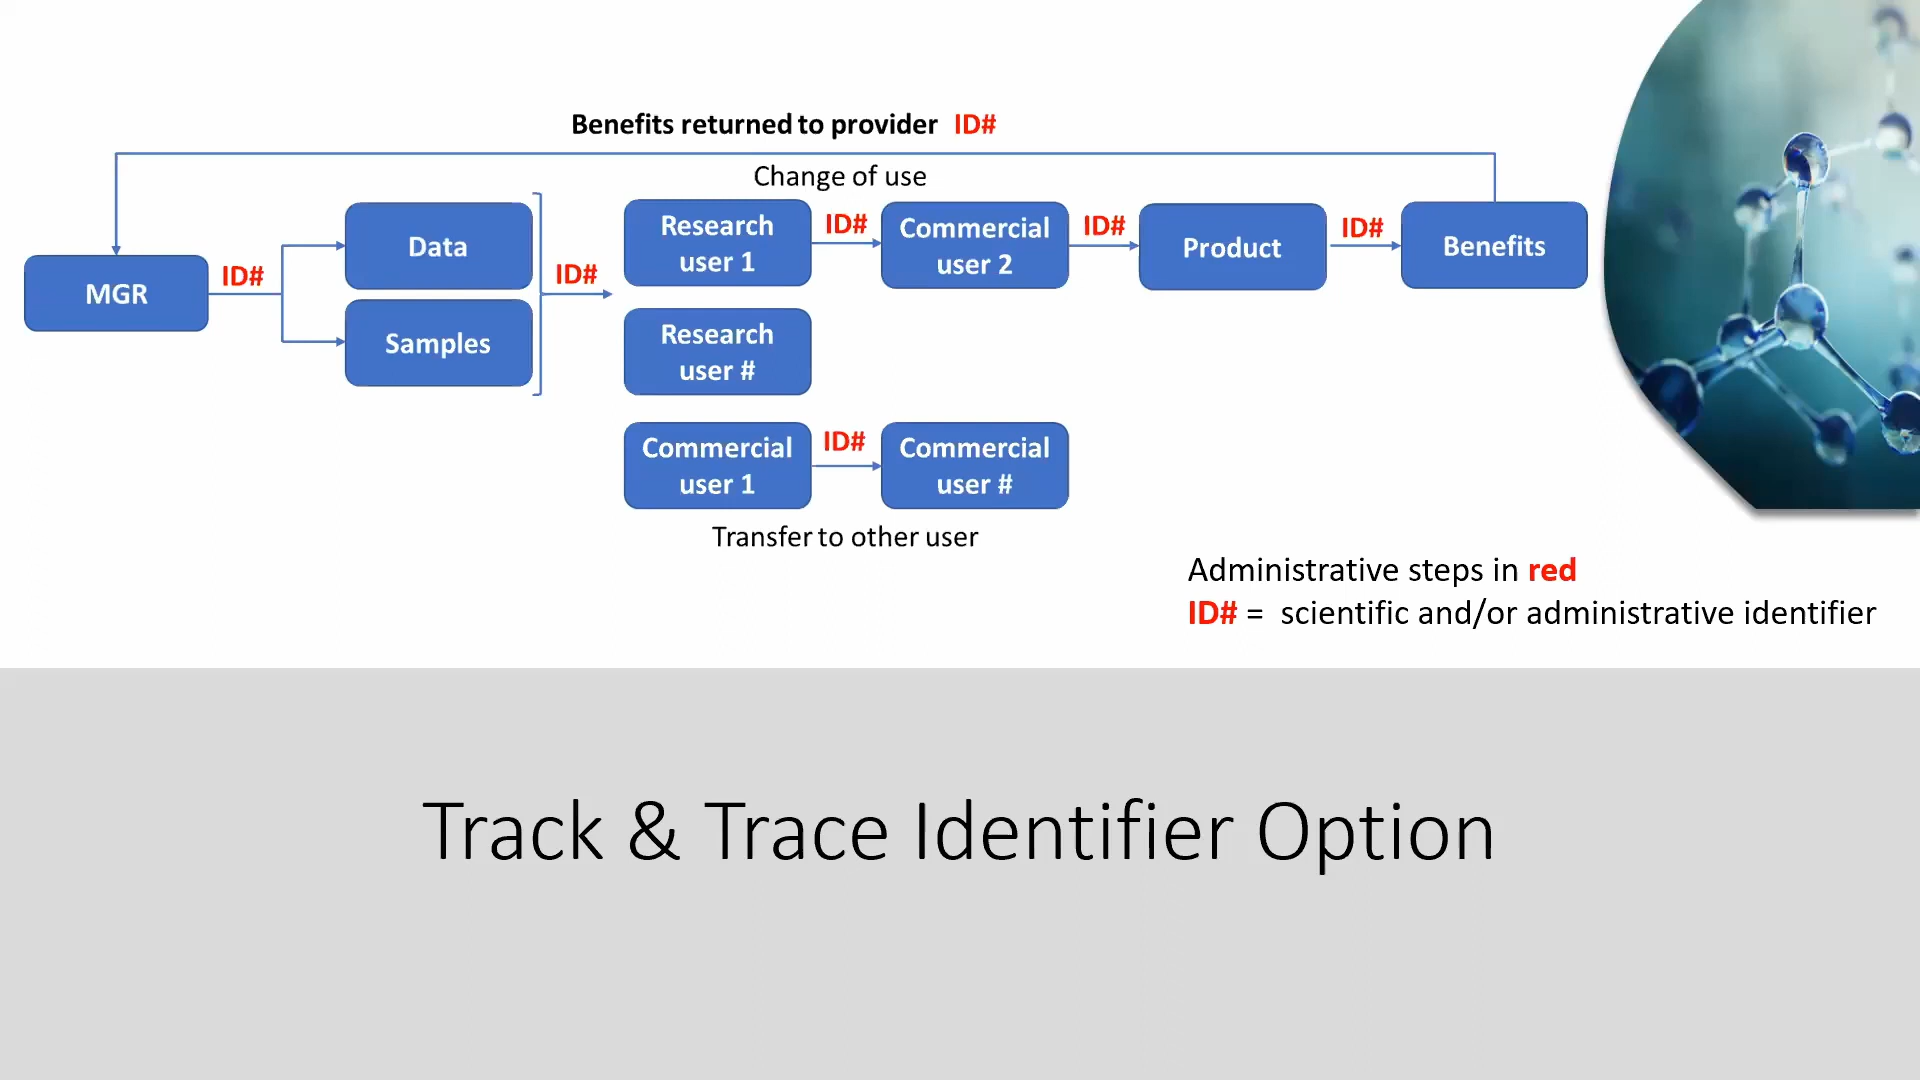 Benefits returned to provider ID#
Change of use
MGR
ID#
Data
Samples
ID#
Research
user 1
ID#
Commercial
user 2
ID#
Product
ID#
Benefits
Research
user #
Commercial
user 1
ID#
Commercial
user #
Transfer to other user
Administrative steps in red
ID# = scientific and/or administrative identifier
Track & Trace Identifier Option